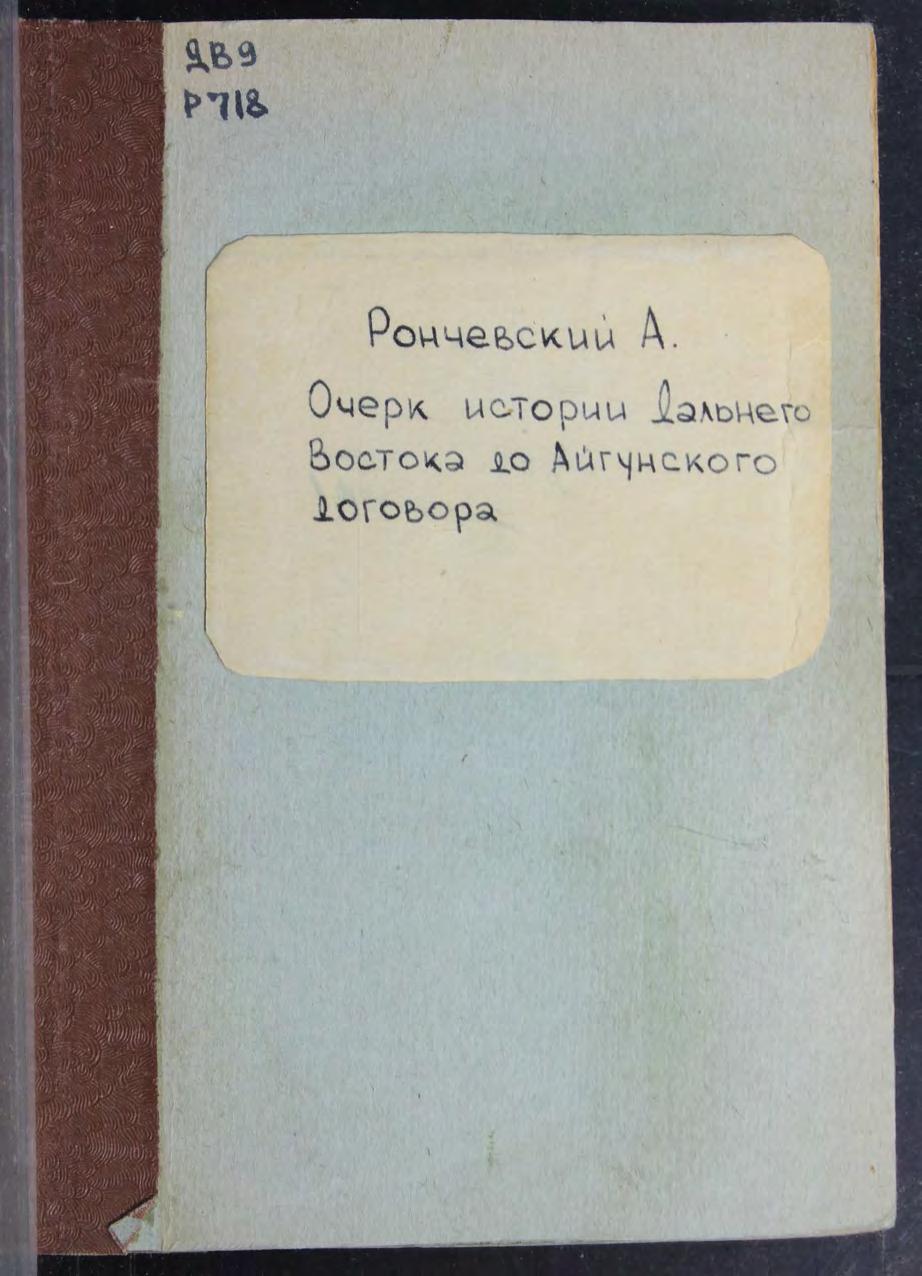 ДВ9
Р718
Рончевский А.
Очерк истории Дальнего
Востока до Айгунского
договора